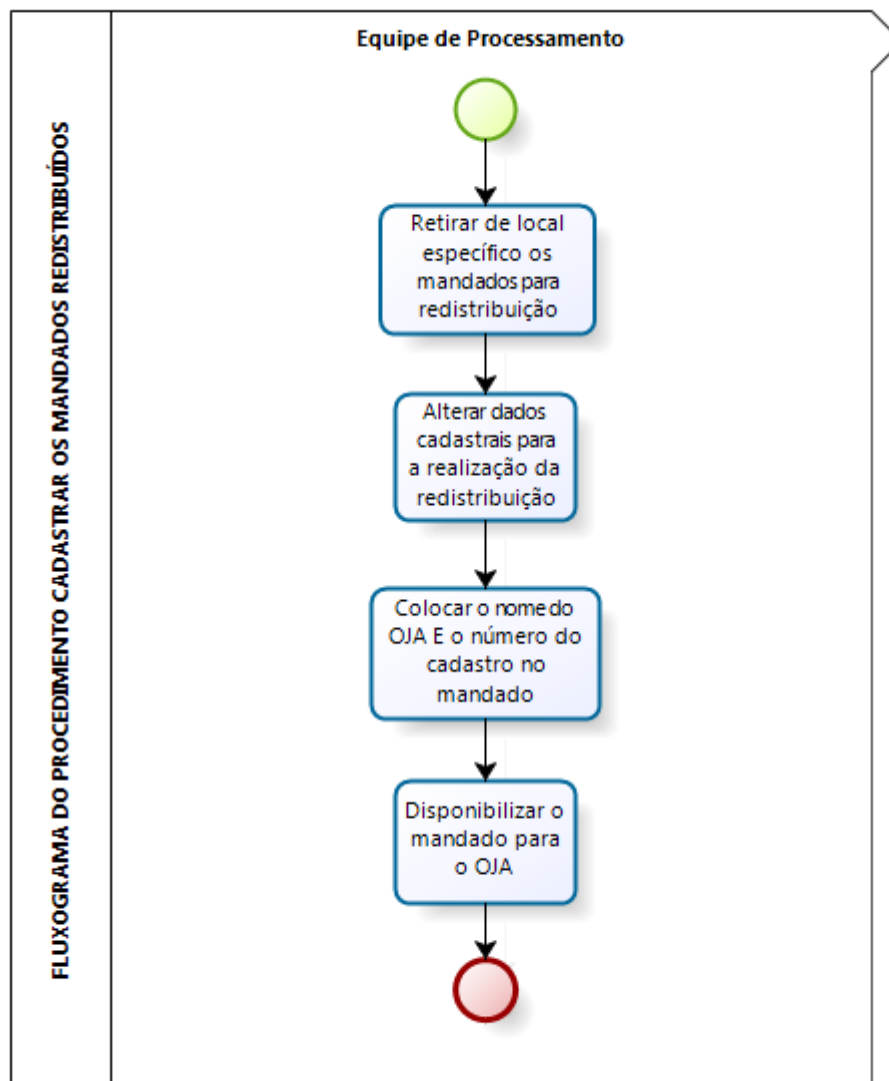 FLUXOGRAMA DO PROCEDIMENTO CADASTRAR OS MANDADOS REDISTRIBUÍDOS
Equipe de Processamento
Retirar de local
específico os
mandados para
redistribuição
Alterar dados
cadastrais para
a realização da
redistribuição
Colocar o nome do
OJA E o número do
cadastro no
mandado
Disponibilizar o
mandado para
o OJA